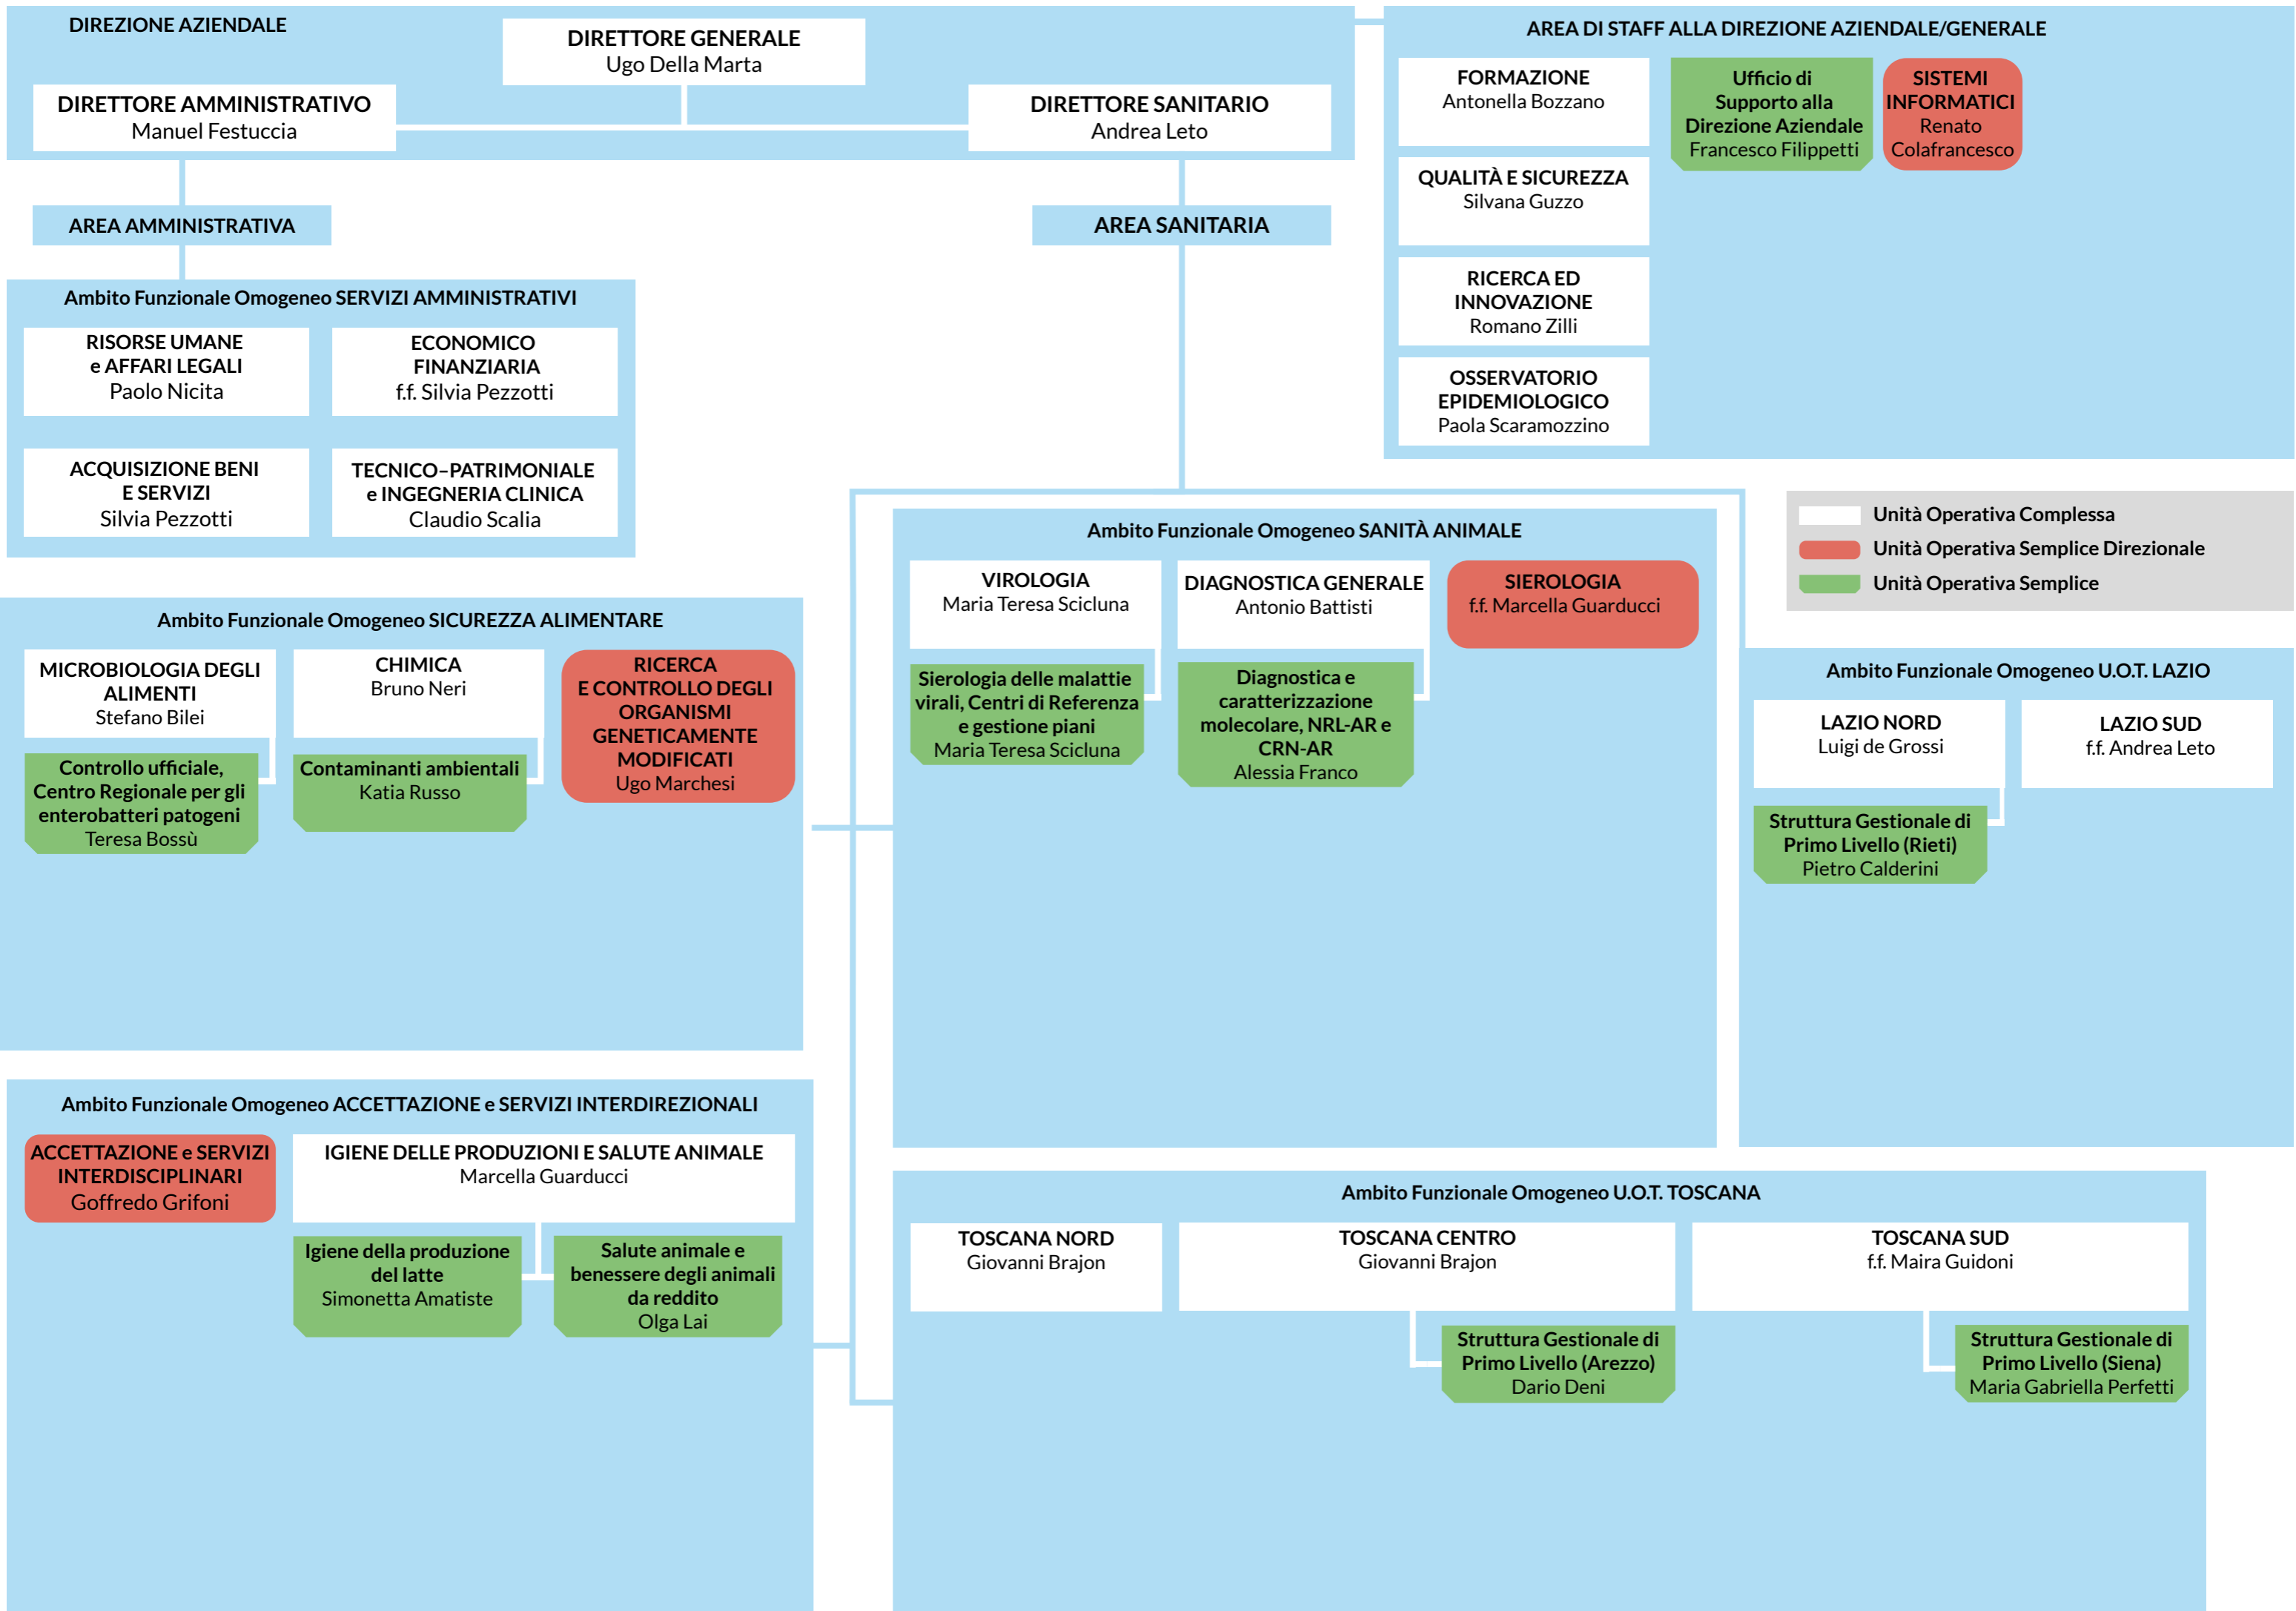 DIREZIONE AZIENDALE
DIRETTORE GENERALE
Ugo Della Marta
DIRETTORE AMMINISTRATIVO
Manuel Festuccia
DIRETTORE SANITARIO
Andrea Leto
AREA DI STAFF ALLA DIREZIONE AZIENDALE/GENERALE
FORMAZIONE
Antonella Bozzano
Ufficio di
Supporto alla
Direzione Aziendale
Francesco Filippetti
SISTEMI
INFORMATICI
Renato
Colafrancesco
QUALITÀ E SICUREZZA
Silvana Guzzo
RICERCA ED
INNOVAZIONE
Romano Zilli
OSSERVATORIO
EPIDEMIOLOGICO
Paola Scaramozzino
AREA AMMINISTRATIVA
AREA SANITARIA
Ambito Funzionale Omogeneo SERVIZI AMMINISTRATIVI
RISORSE UMANE
e AFFARI LEGALI
Paolo Nicita
ECONOMICO
FINANZIARIA
f.f. Silvia Pezzotti
ACQUISIZIONE BENI
E SERVIZI
Silvia Pezzotti
TECNICO–PATRIMONIALE
e INGEGNERIA CLINICA
Claudio Scalia
Unità Operativa Complessa
Unità Operativa Semplice Direzionale
Unità Operativa Semplice
Ambito Funzionale Omogeneo SICUREZZA ALIMENTARE
MICROBIOLOGIA DEGLI
ALIMENTI
Stefano Bilei
Controllo ufficiale,
Centro Regionale per gli
enterobatteri patogeni
Teresa Bossù
CHIMICA
Bruno Neri
Contaminanti ambientali
Katia Russo
RICERCA
E CONTROLLO DEGLI
ORGANISMI
GENETICAMENTE
MODIFICATI
Ugo Marchesi
Ambito Funzionale Omogeneo SANITÀ ANIMALE
VIROLOGIA
Maria Teresa Scicluna
Sierologia delle malattie
virali, Centri di Referenza
e gestione piani
Maria Teresa Scicluna
DIAGNOSTICA GENERALE
Antonio Battisti
Diagnostica e
caratterizzazione
molecolare, NRL-AR e
CRN-AR
Alessia Franco
SIEROLOGIA
f.f. Marcella Guarducci
Ambito Funzionale Omogeneo U.O.T. LAZIO
LAZIO NORD
Luigi de Grossi
Struttura Gestionale di
Primo Livello (Rieti)
Pietro Calderini
LAZIO SUD
f.f. Andrea Leto
Ambito Funzionale Omogeneo ACCETTAZIONE e SERVIZI INTERDIREZIONALI
ACCETTAZIONE e SERVIZI
INTERDISCIPLINARI
Goffredo Grifoni
IGIENE DELLE PRODUZIONI E SALUTE ANIMALE
Marcella Guarducci
Igiene della produzione
del latte
Simonetta Amatiste
Salute animale e
benessere degli animali
da reddito
Olga Lai
Ambito Funzionale Omogeneo U.O.T. TOSCANA
TOSCANA NORD
Giovanni Brajon
TOSCANA CENTRO
Giovanni Brajon
Struttura Gestionale di
Primo Livello (Arezzo)
Dario Deni
TOSCANA SUD
f.f. Maira Guidoni
Struttura Gestionale di
Primo Livello (Siena)
Maria Gabriella Perfetti